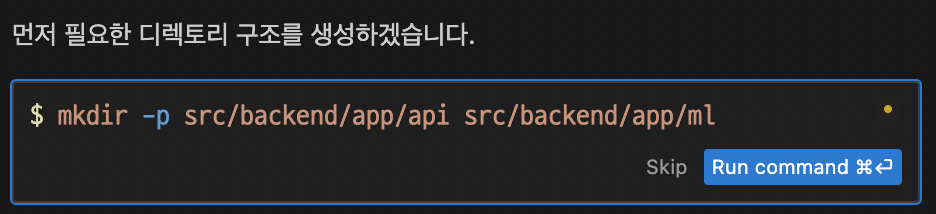 먼저 필요한 디렉토리 구조를 생성하겠습니다.
$ mkdir -p src/backend/app/api src/backend/app/ml
Skip Run command ⌘⏎